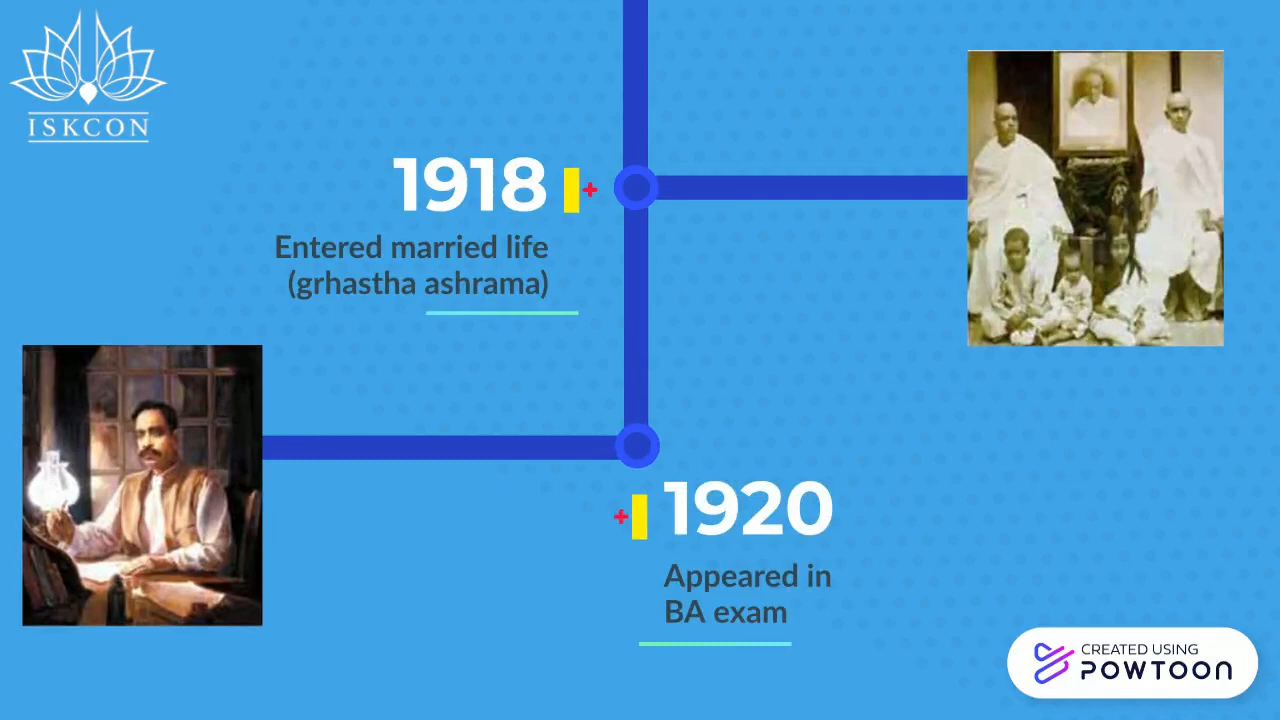 ISKCON
1918
Entered married life
(grhastha ashrama)
1920
Appeared in
BA exam
CREATED USING
POWTOON